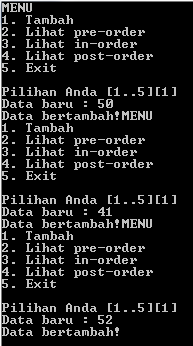 MENU
1. Tambah
2. Lihat pre-order
3. Lihat in-order
4. Lihat post-order
5. Exit
Pilihan Anda [1..5][1]
Data baru : 50
Data bertambah!MENU
1. Tambah
2. Lihat pre-order
3. Lihat in-order
4. Lihat post-order
5. Exit
Pilihan Anda [1..5][1]
Data baru : 41
Data bertambah!MENU
1. Tambah
2. Lihat pre-order
3. Lihat in-order
4. Lihat post-order
5. Exit
Pilihan Anda [1..5][1]
Data baru : 52
Data bertambah!